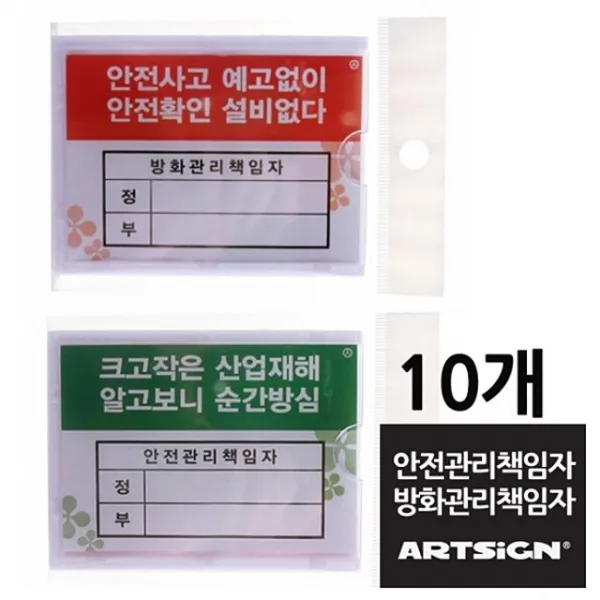 안전사고 예고없이
안전확인 설비없다
방화관리책임자
정
부
크고작은 산업재해
알고보니 순간방심
안전관리책임자
정
부
10개
안전관리책임자
방화관리책임자
ARTSiGN®